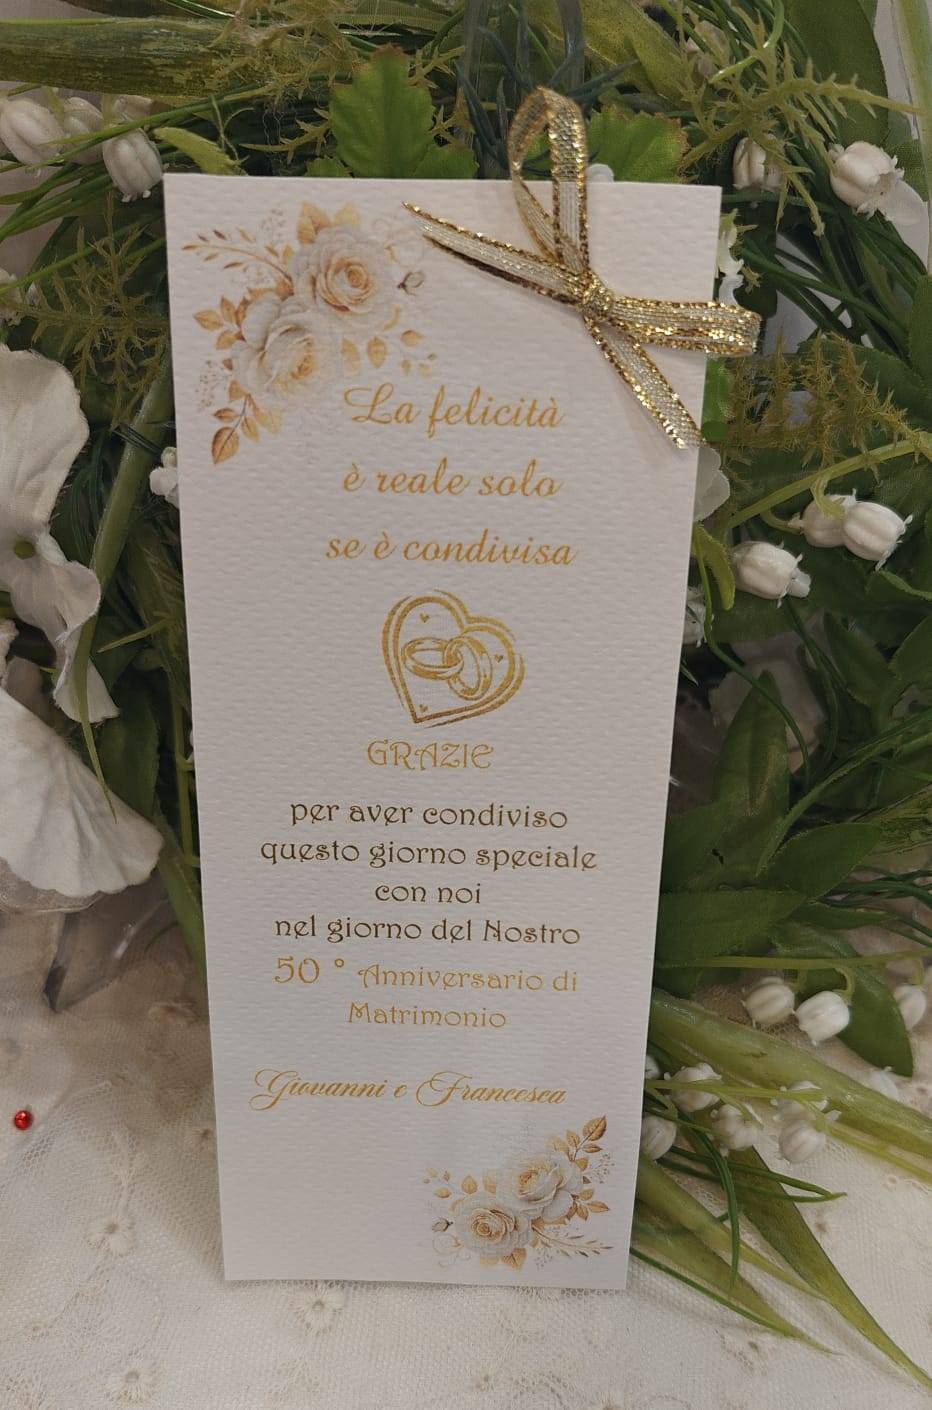 La felicità
è reale solo
se è condivisa
GRAZIE
per aver condiviso
questo giorno speciale
con noi
nel giorno del Nostro
50 ° Anniversario di
Matrimonio
Giovanni e Francesca